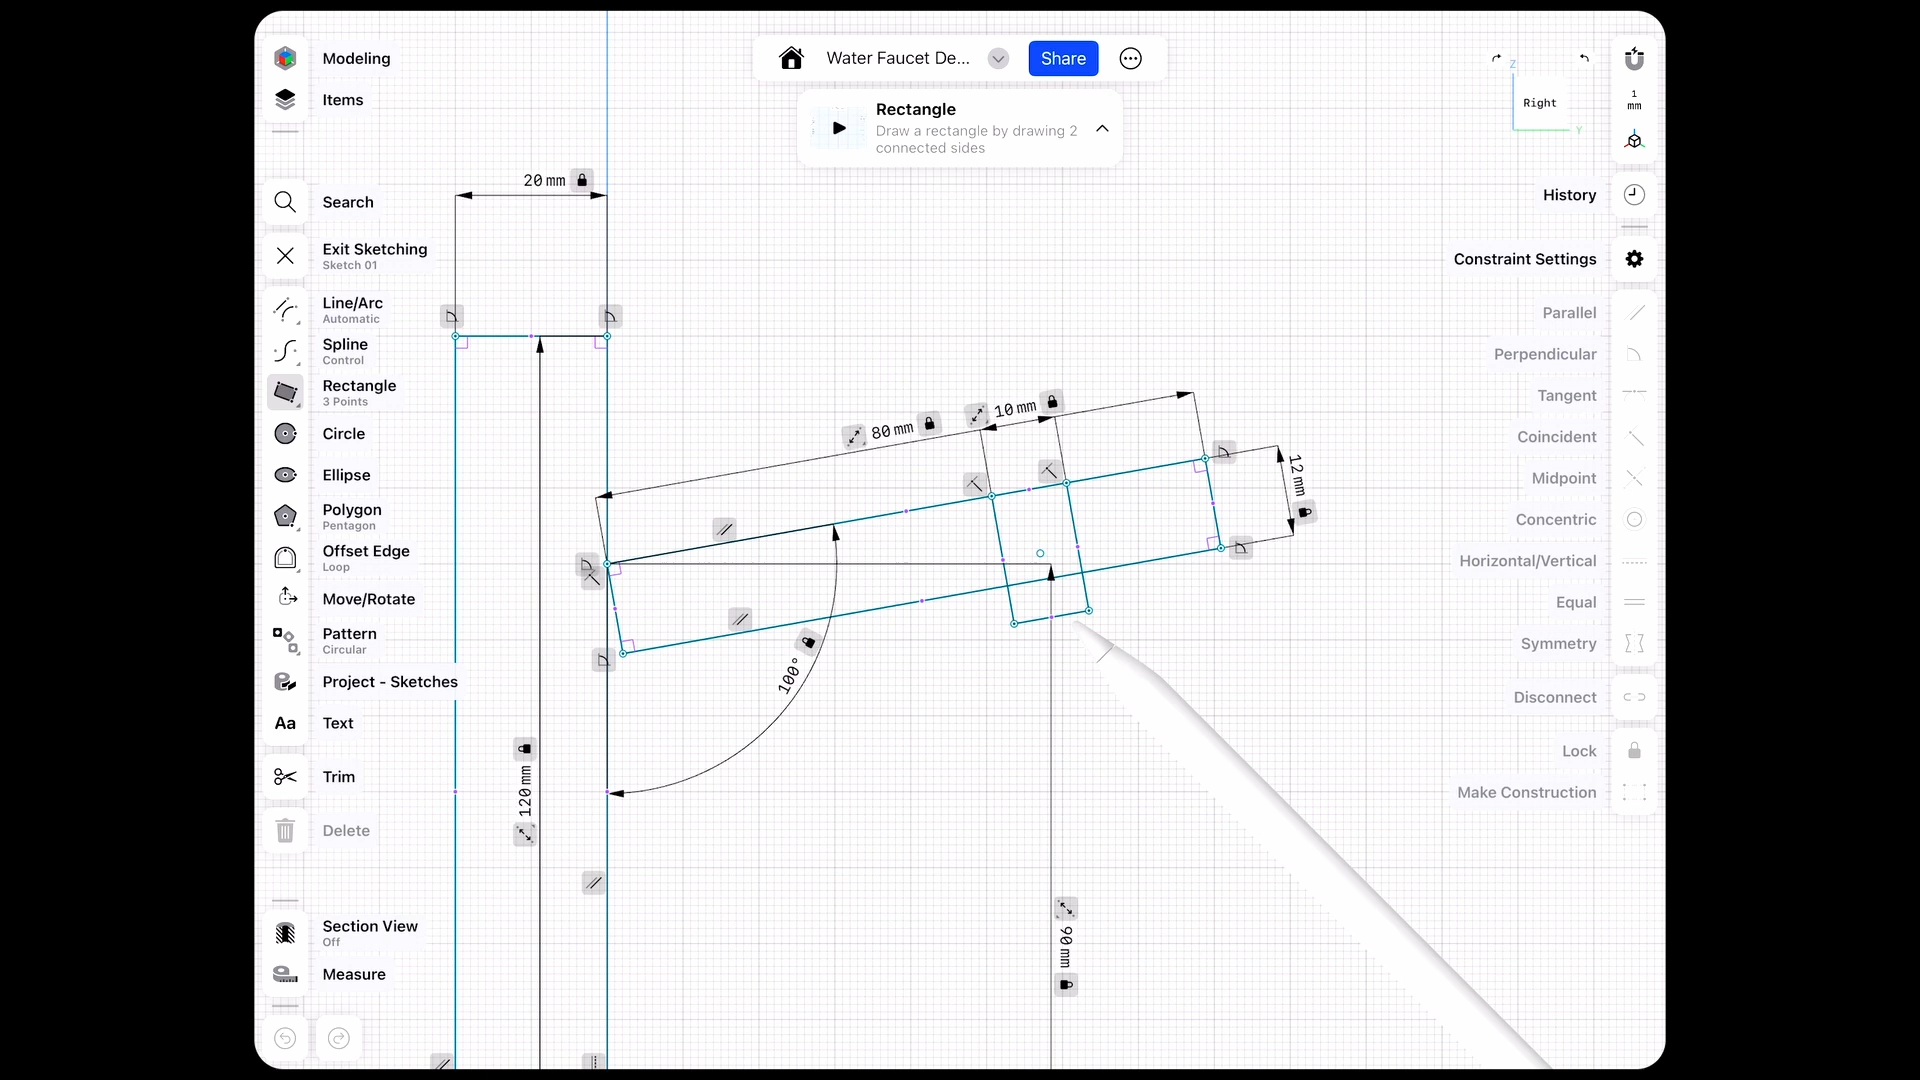 Modeling
Items
Search
Exit Sketching
Sketch 01
Line/Arc
Automatic
Spline
Control
Rectangle
3 Points
Circle
Ellipse
Polygon
Pentagon
Offset Edge
Loop
Move/Rotate
Pattern
Circular
Project - Sketches
Aa Text
Trim
Delete
Section View
Off
Measure
Water Faucet De...
Share
Rectangle
Draw a rectangle by drawing 2
connected sides
20 mm
80 mm
10 mm
12 mm
100°
120 mm
90 mm
Z
Right
Y
1
mm
History
Constraint Settings
Parallel
Perpendicular
Tangent
Coincident
Midpoint
Concentric
Horizontal/Vertical
Equal
Symmetry
Disconnect
Lock
Make Construction